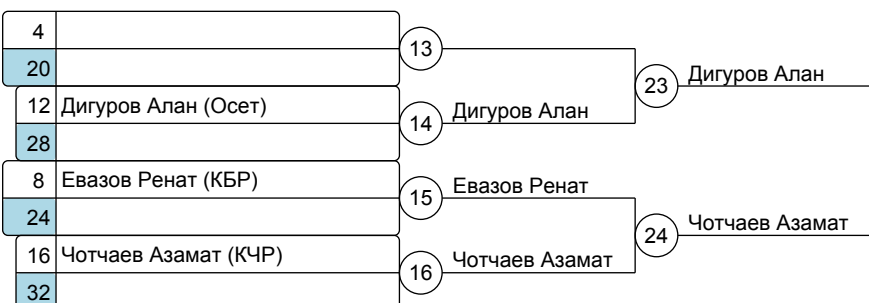 4
13
20
23 Дигуров Алан
12 Дигуров Алан (Осет)
14 Дигуров Алан
28
8 Евазов Ренат (КБР)
15 Евазов Ренат
24
24 Чотчаев Азамат
16 Чотчаев Азамат (КЧР)
16 Чотчаев Азамат
32